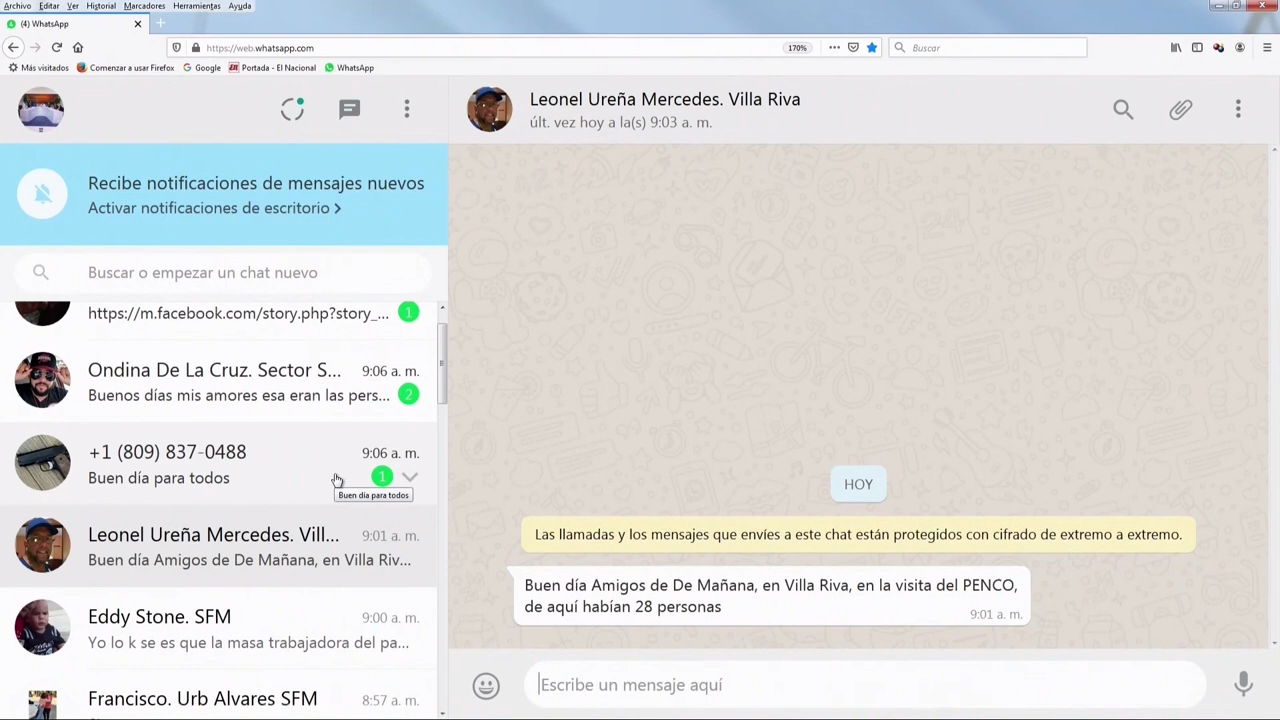 Archivo Editar Ver Historial Marcadores Herramientas Ayuda
(4) WhatsApp
https://web.whatsapp.com
170%
Buscar
Más visitados
Comenzar a usar Firefox
Google
Portada - El Nacional
WhatsApp
Leonel Ureña Mercedes. Villa Riva
últ. vez hoy a la(s) 9:03 a. m.
Recibe notificaciones de mensajes nuevos
Activar notificaciones de escritorio
Buscar o empezar un chat nuevo
https://m.facebook.com/story.php?story_...
1
Ondina De La Cruz. Sector S...
9:06 a. m.
Buenos días mis amores esa eran las pers...
2
+1 (809) 837-0488
9:06 a. m.
Buen día para todos
1
Buen día para todos
Leonel Ureña Mercedes. Vill...
9:01 a. m.
Buen día Amigos de De Mañana, en Villa Riv...
Eddy Stone. SFM
9:00 a. m.
Yo lo k se es que la masa trabajadora del pa...
Francisco. Urb Alvares SFM
8:57 a. m.
HOY
Las llamadas y los mensajes que envíes a este chat están protegidos con cifrado de extremo a extremo.
Buen día Amigos de De Mañana, en Villa Riva, en la visita del PENCO,
de aquí habían 28 personas
9:01 a. m.
Escribe un mensaje aquí